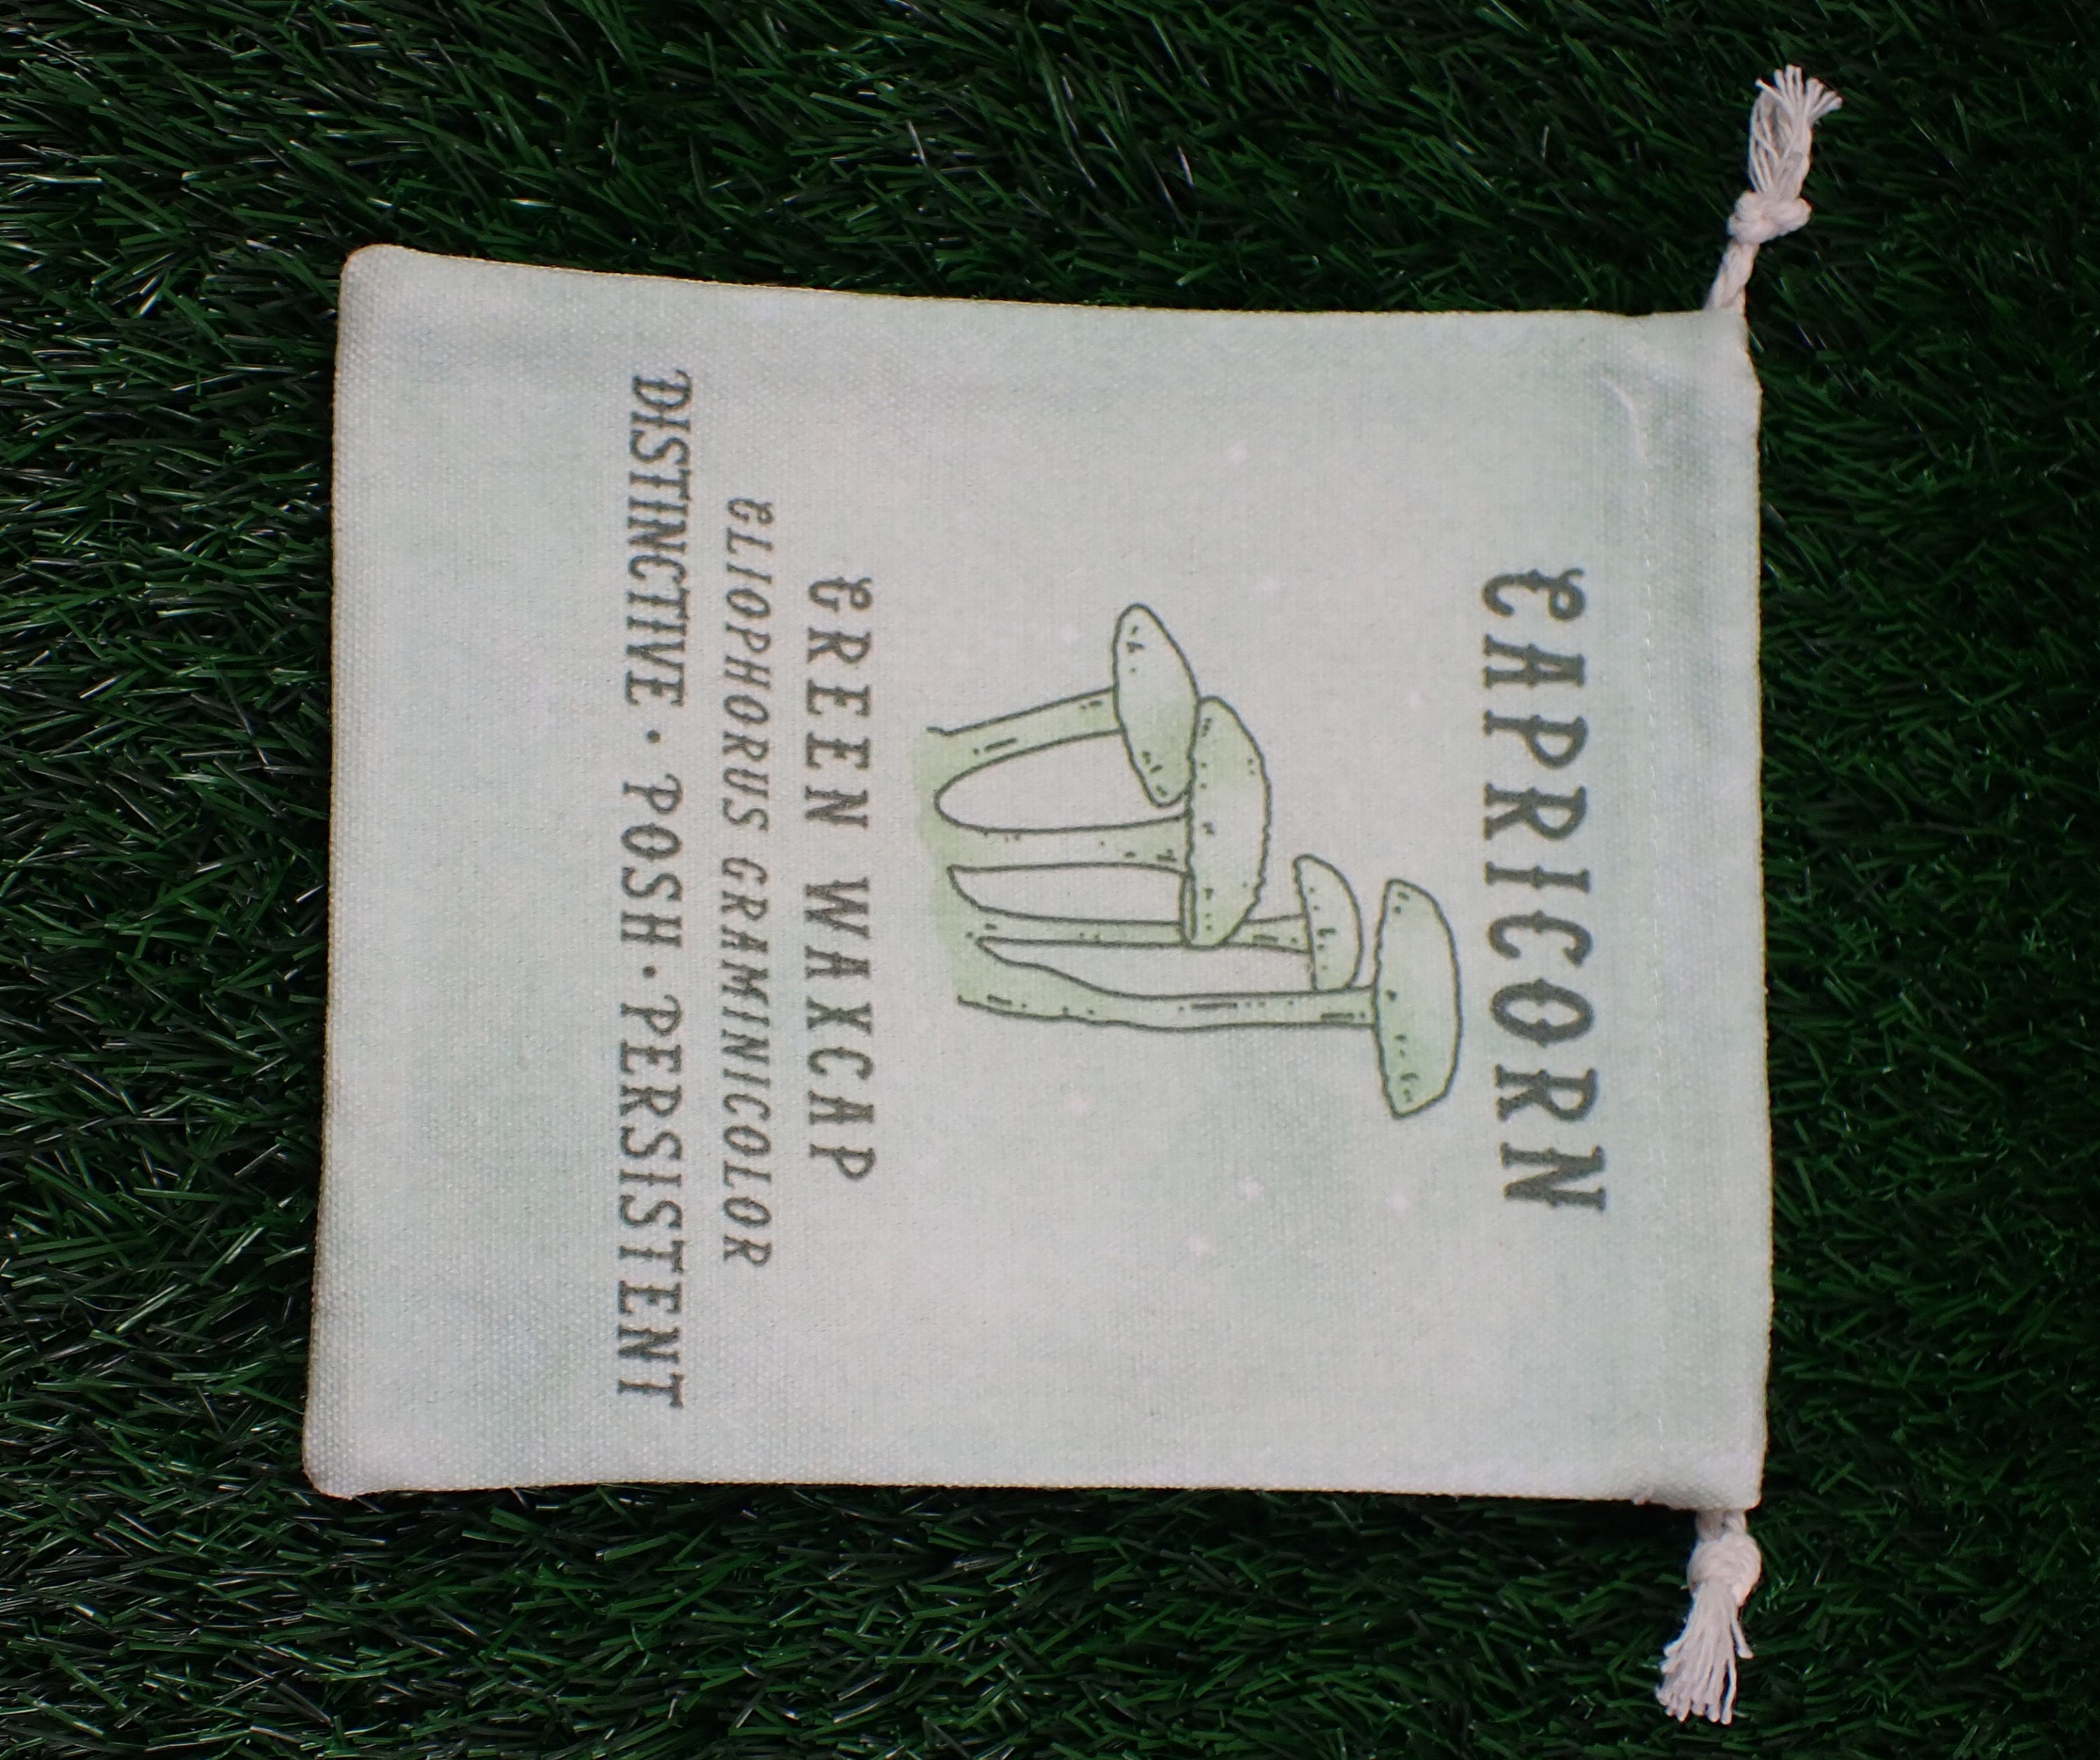 CAPRICORN
GREEN WAXCAP
GLIOPHORUS GRAMINICOLOR
DISTINCTIVE • POSH • PERSISTENT